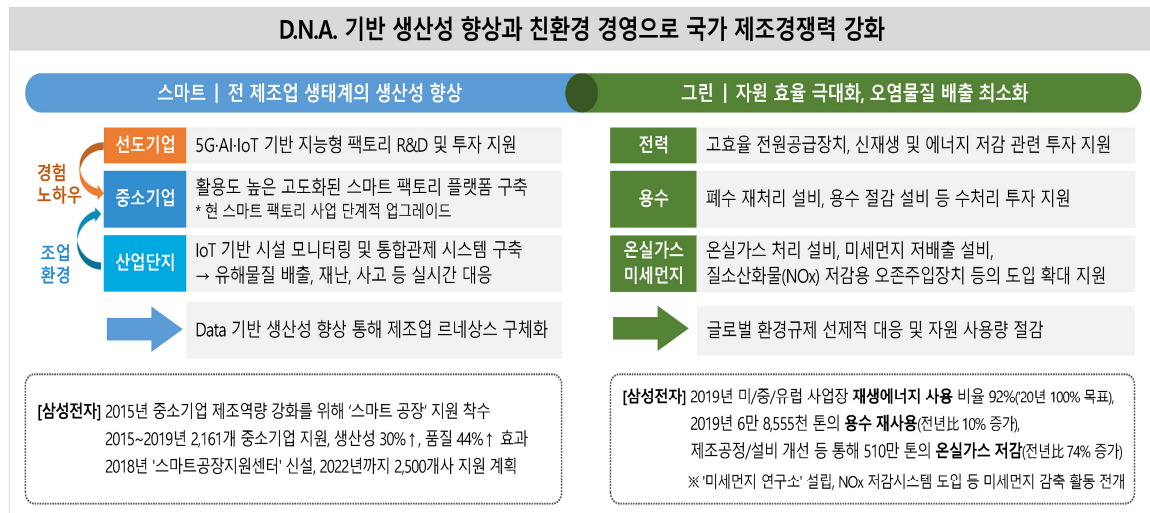 D.N.A. 기반 생산성 향상과 친환경 경영으로 국가 제조경쟁력 강화
스마트 | 전 제조업 생태계의 생산성 향상
경험
노하우
조업
환경
선도기업
5G·AI·IoT 기반 지능형 팩토리 R&D 및 투자 지원
중소기업
활용도 높은 고도화된 스마트 팩토리 플랫폼 구축
* 현 스마트 팩토리 사업 단계적 업그레이드
산업단지
IoT 기반 시설 모니터링 및 통합관제 시스템 구축
→ 유해물질 배출, 재난, 사고 등 실시간 대응
Data 기반 생산성 향상 통해 제조업 르네상스 구체화
[삼성전자] 2015년 중소기업 제조역량 강화를 위해 '스마트 공장' 지원 착수
2015~2019년 2,161개 중소기업 지원, 생산성 30%↑, 품질 44%↑ 효과
2018년 '스마트공장지원센터' 신설, 2022년까지 2,500개사 지원 계획
그린 | 자원 효율 극대화, 오염물질 배출 최소화
전력
고효율 전원공급장치, 신재생 및 에너지 저감 관련 투자 지원
용수
폐수 재처리 설비, 용수 절감 설비 등 수처리 투자 지원
온실가스
미세먼지
온실가스 처리 설비, 미세먼지 저배출 설비,
질소산화물(NOx) 저감용 오존주입장치 등의 도입 확대 지원
글로벌 환경규제 선제적 대응 및 자원 사용량 절감
[삼성전자] 2019년 미/중/유럽 사업장 재생에너지 사용 비율 92%('20년 100% 목표),
2019년 6만 8,555천 톤의 용수 재사용(전년比 10% 증가),
제조공정/설비 개선 등 통해 510만 톤의 온실가스 저감(전년比 74% 증가)
※ '미세먼지 연구소' 설립, NOx 저감시스템 도입 등 미세먼지 감축 활동 전개